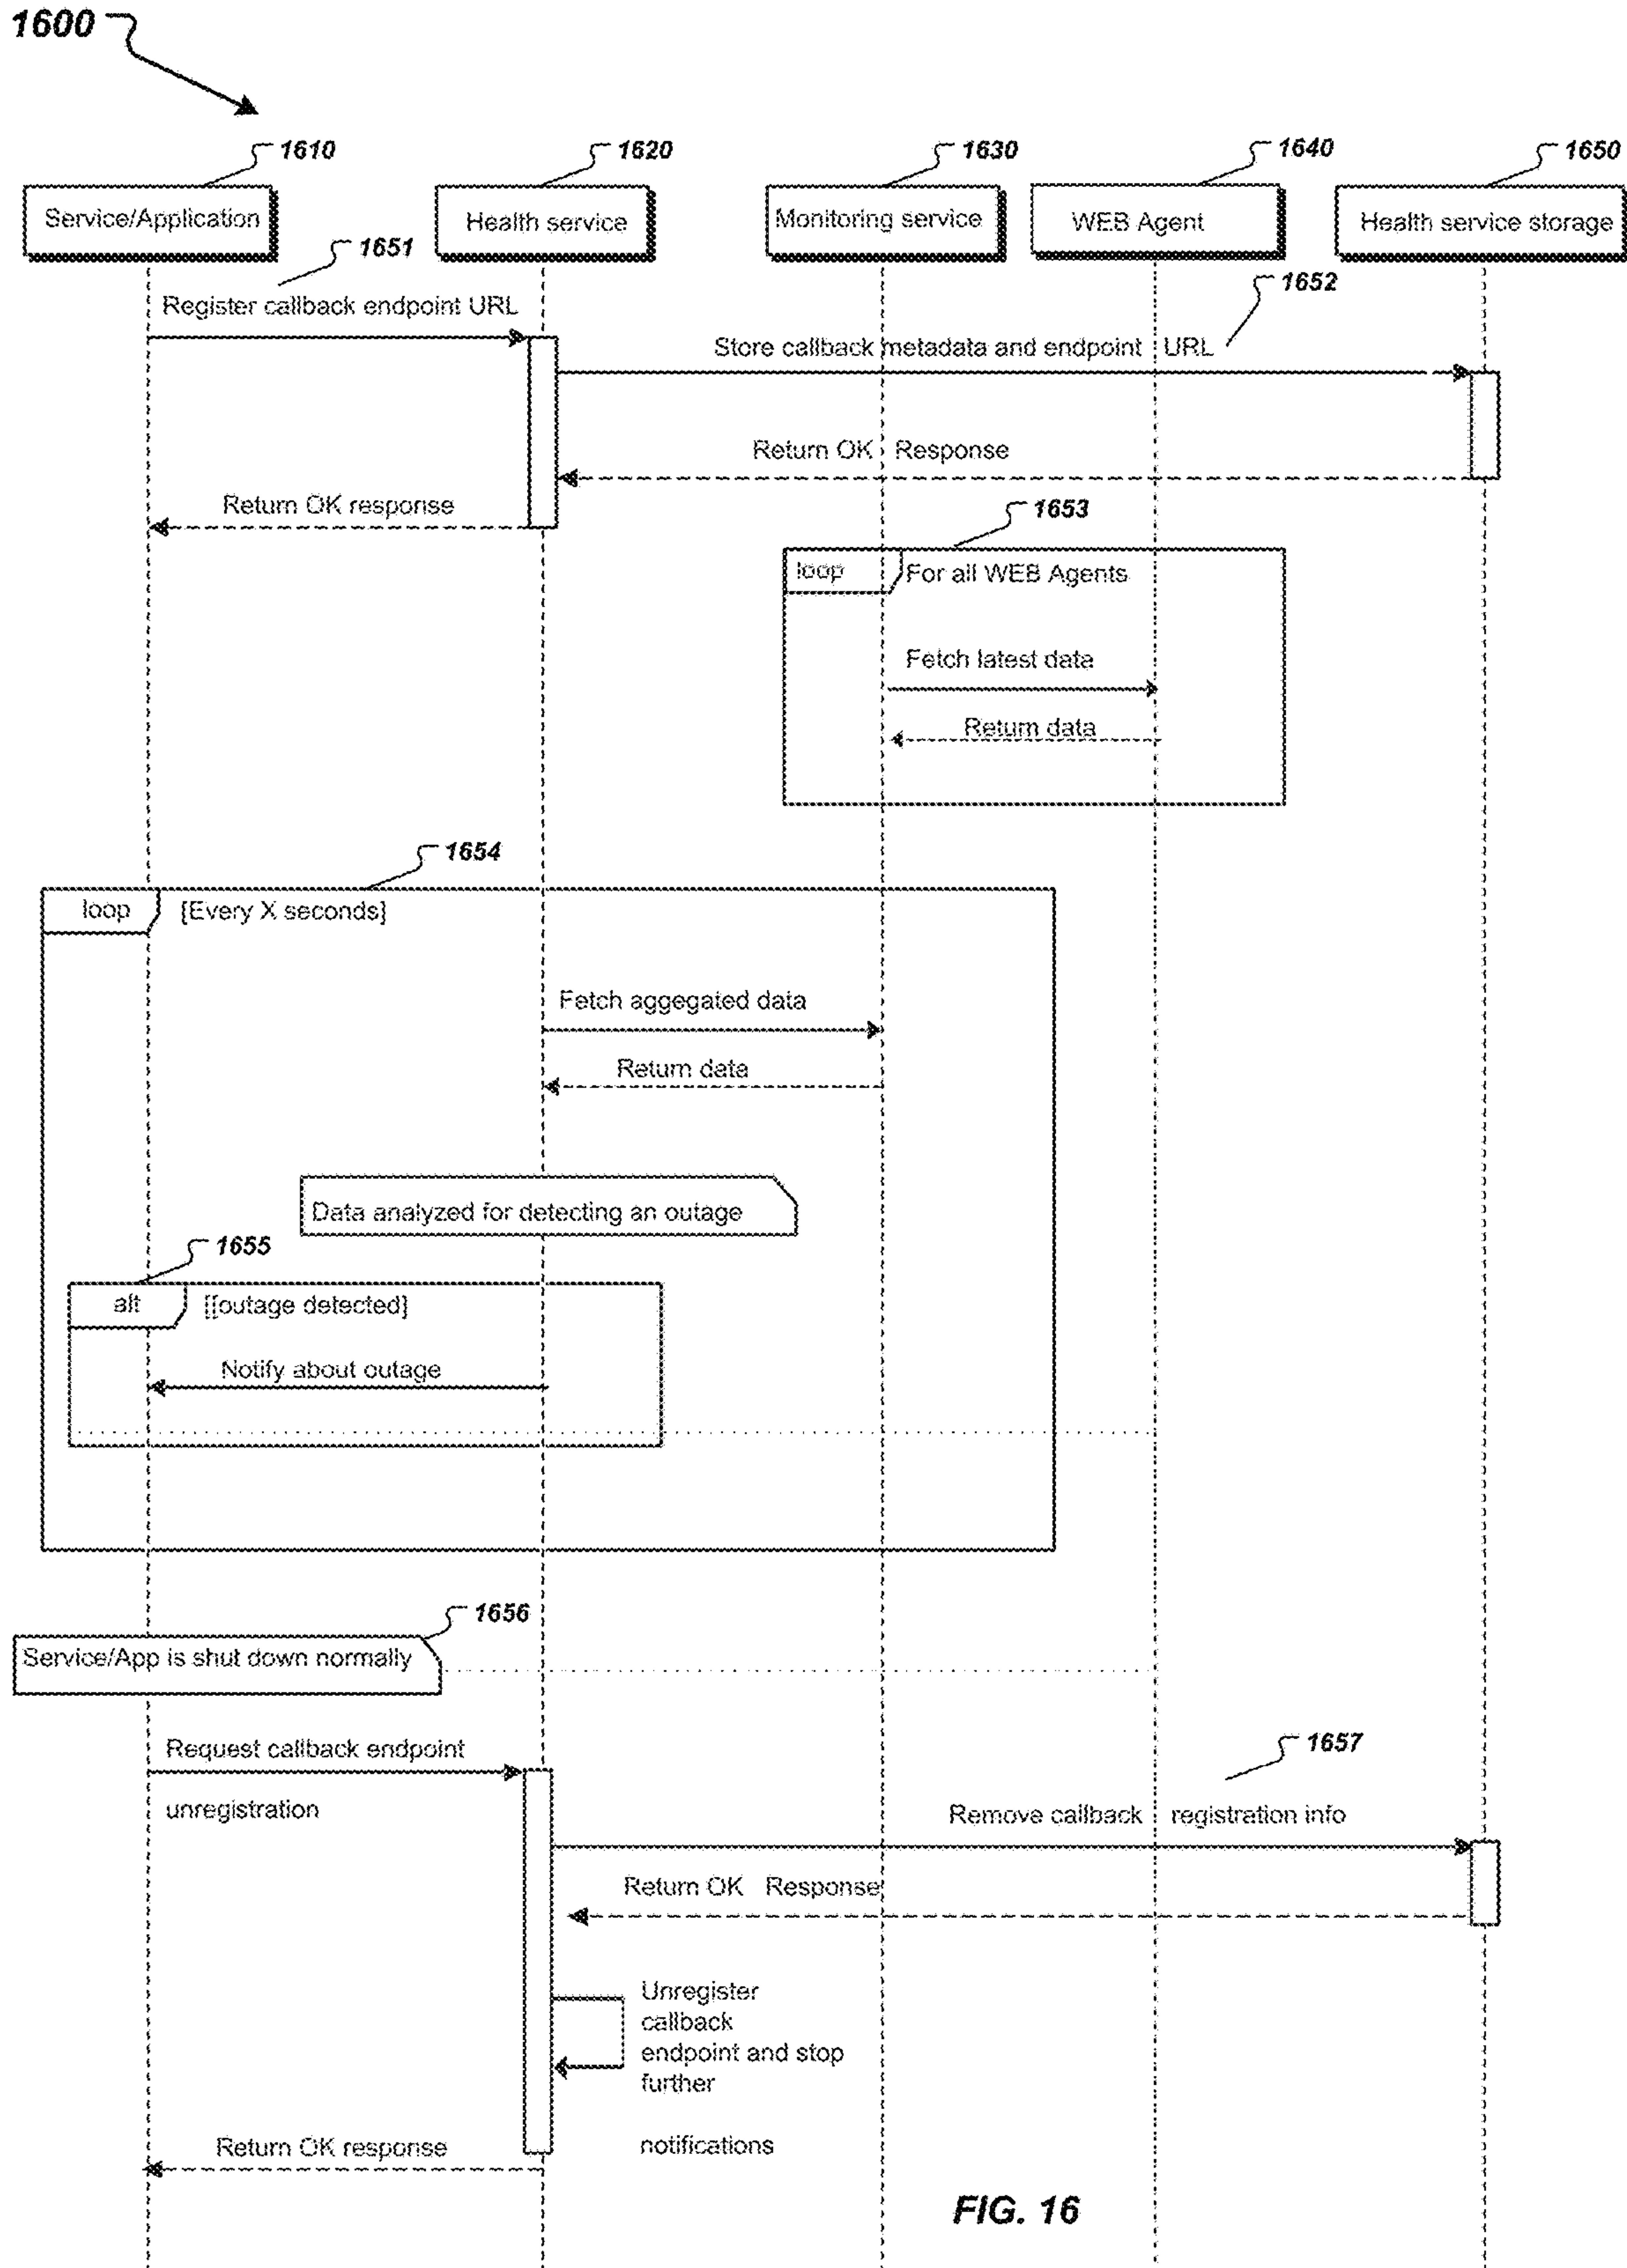 1600
1610
1620
1630
1640
1650
Service/Application
Health service
Monitoring service
WEB Agent
Health service storage
1651
1652
Register callback endpoint URL
Store callback metadata and endpoint URL
Return OK Response
Return OK response
1653
loop
For all WEB Agents
Fetch latest data
Return data
1654
loop
[Every X seconds]
Fetch aggegated data
Return data
Data analyzed for detecting an outage
1655
alt
[[outage detected]
Notify about outage
1656
Service/App is shut down normally
1657
Request callback endpoint
unregistration
Remove callback registration info
Return OK Response
Unregister
callback
endpoint and stop
further
notifications
Return OK response
FIG. 16